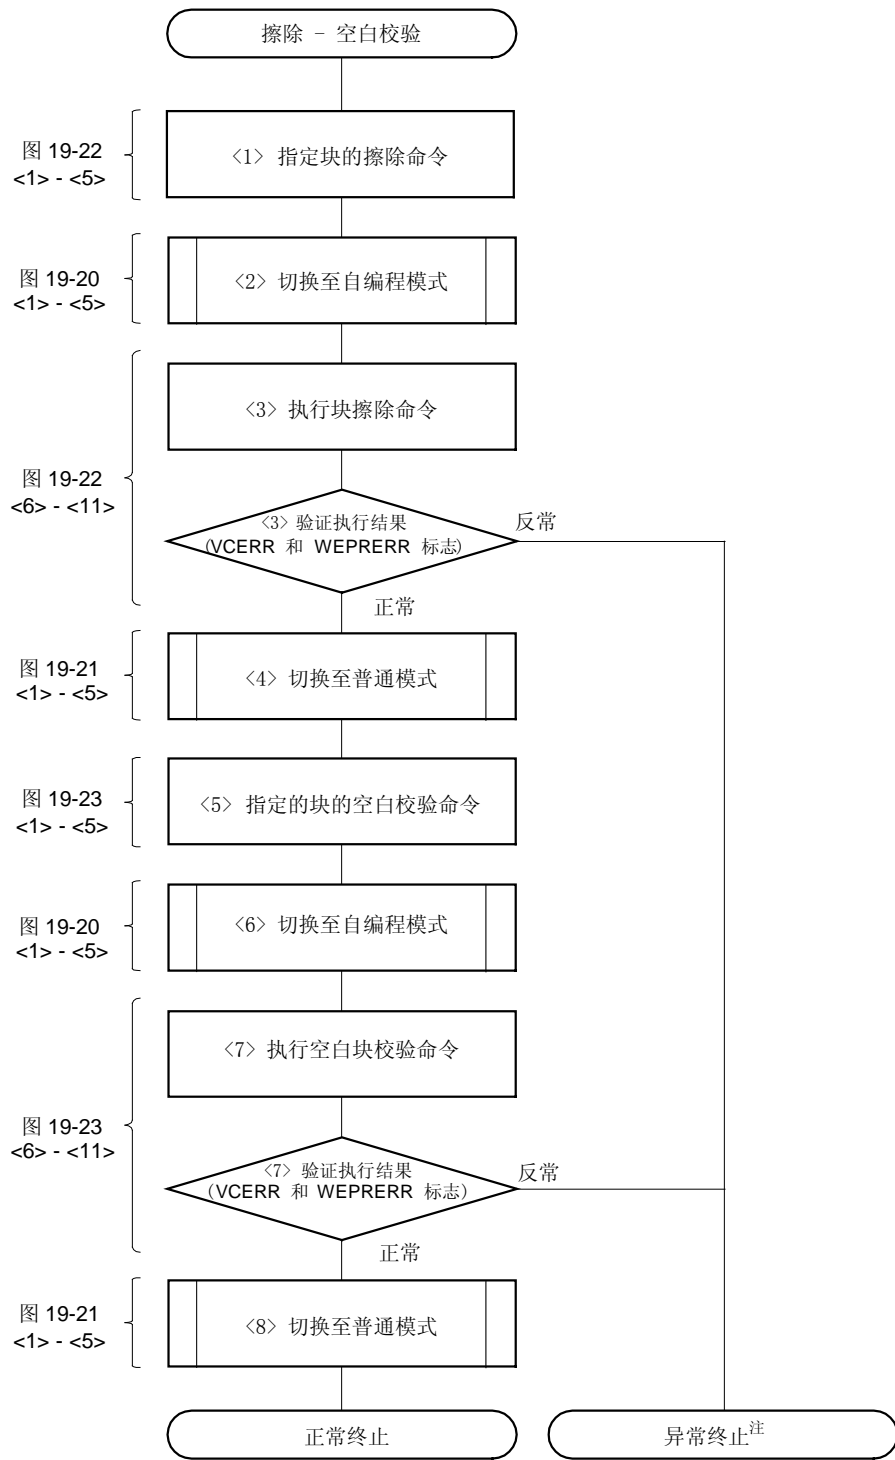 擦除 - 空白校验
图 19-22
<1> - <5>
<1> 指定块的擦除命令
图 19-20
<1> - <5>
<2> 切换至自编程模式
<3> 执行块擦除命令
图 19-22
<6> - <11>
<3> 验证执行结果
(VCERR 和 WEPRERR 标志)
反常
正常
图 19-21
<1> - <5>
<4> 切换至普通模式
图 19-23
<1> - <5>
<5> 指定的块的空白校验命令
图 19-20
<1> - <5>
<6> 切换至自编程模式
<7> 执行空白块校验命令
图 19-23
<6> - <11>
<7> 验证执行结果
(VCERR 和 WEPRERR 标志)
反常
正常
图 19-21
<1> - <5>
<8> 切换至普通模式
正常终止
异常终止注